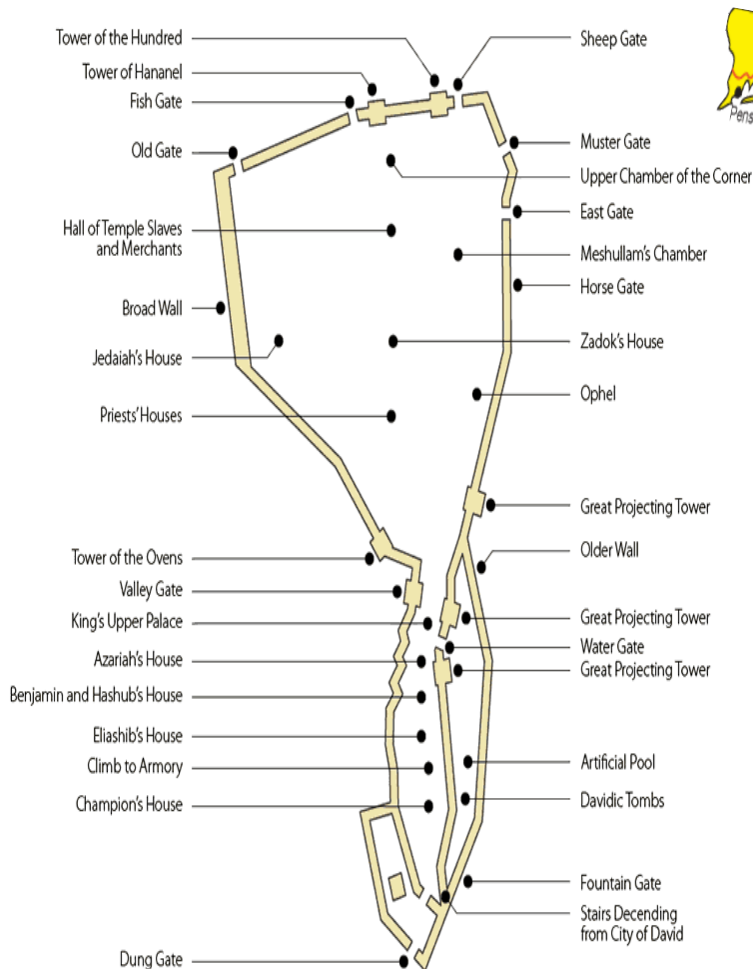 Tower of the Hundred
Tower of Hananel
Fish Gate
Old Gate
Hall of Temple Slaves
and Merchants
Broad Wall
Jedaiah's House
Priests' Houses
Tower of the Ovens
Valley Gate
King's Upper Palace
Azariah's House
Benjamin and Hashub's House
Eliashib's House
Climb to Armory
Champion's House
Dung Gate
Sheep Gate
Muster Gate
Upper Chamber of the Corner
East Gate
Meshullam's Chamber
Horse Gate
Zadok's House
Ophel
Great Projecting Tower
Older Wall
Great Projecting Tower
Water Gate
Great Projecting Tower
Artificial Pool
Davidic Tombs
Fountain Gate
Stairs Decending
from City of David
Pens